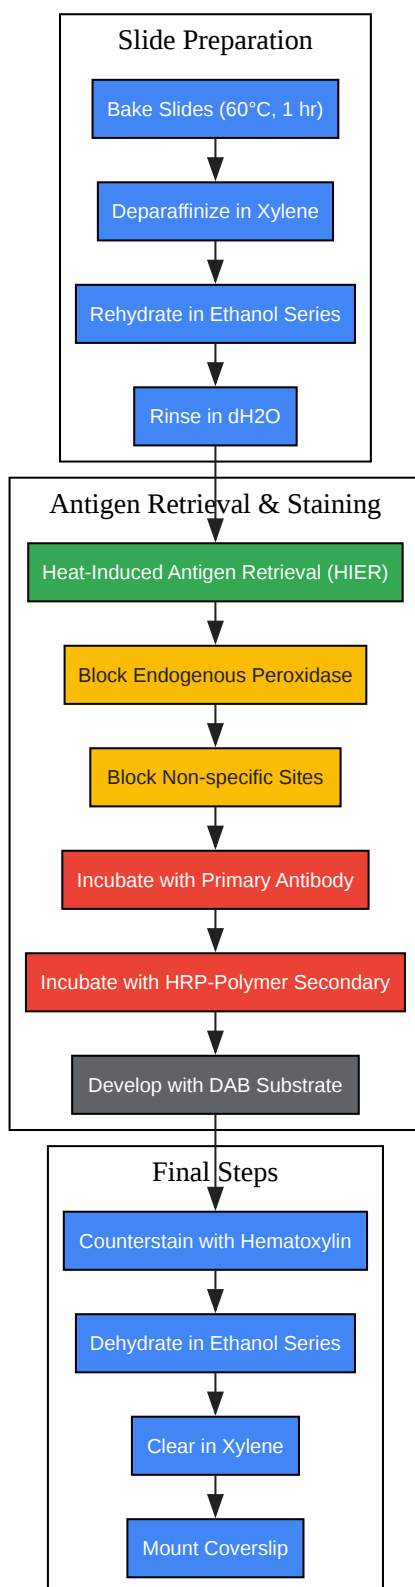 Slide Preparation
Bake Slides (60°C, 1 hr)
Deparaffinize in Xylene
Rehydrate in Ethanol Series
Rinse in dH2O
Antigen Retrieval & Staining
Heat-Induced Antigen Retrieval (HIER)
Block Endogenous Peroxidase
Block Non-specific Sites
Incubate with Primary Antibody
Incubate with HRP-Polymer Secondary
Develop with DAB Substrate
Final Steps
Counterstain with Hematoxylin
Dehydrate in Ethanol Series
Clear in Xylene
Mount Coverslip